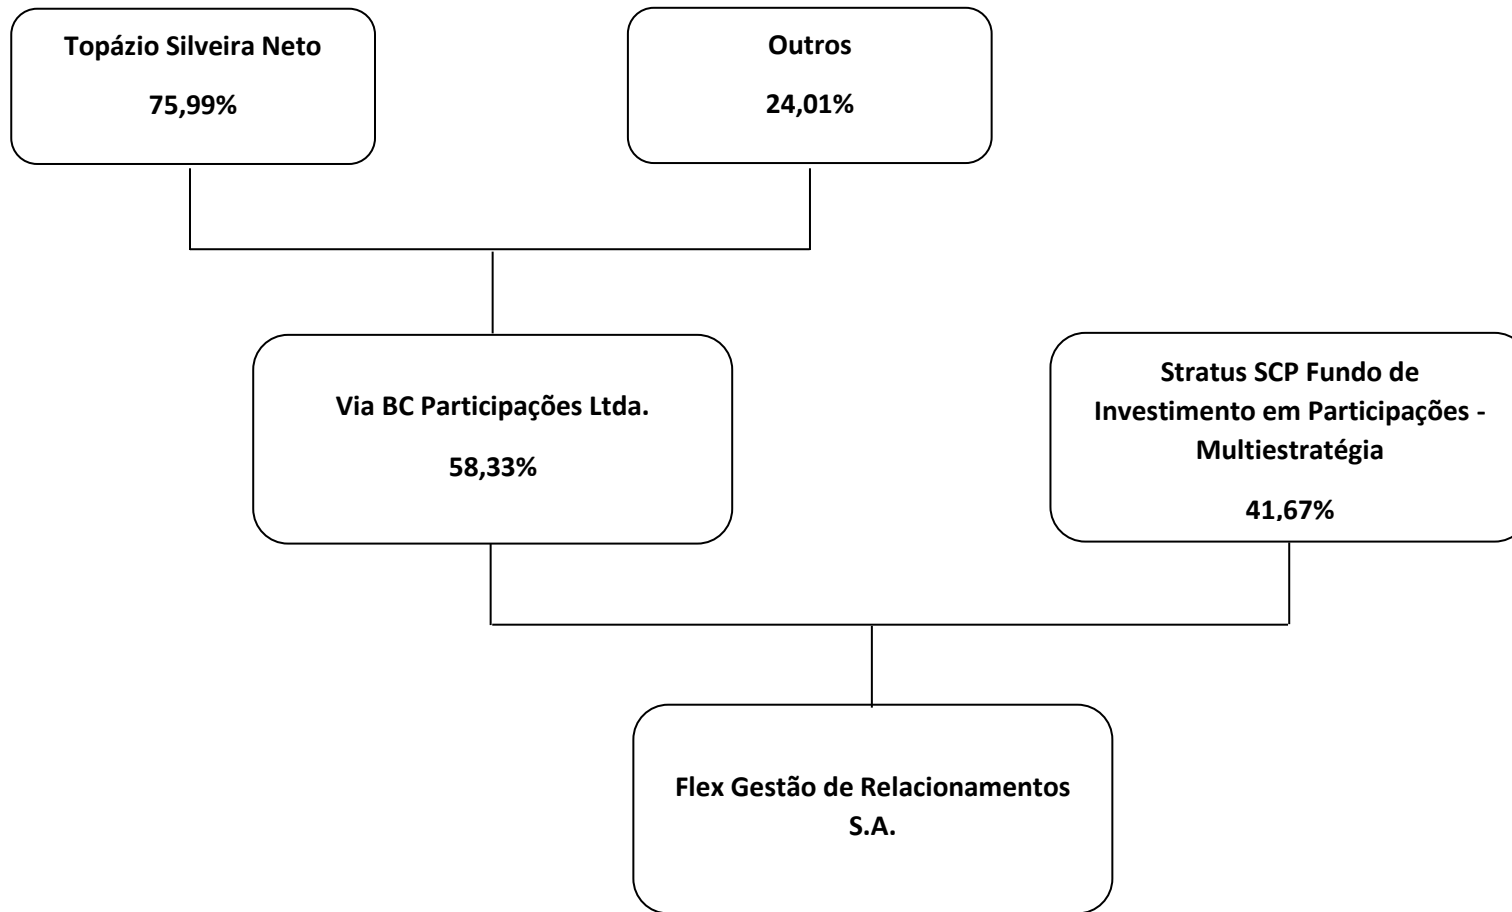 Topázio Silveira Neto
75,99%
Outros
24,01%
Via BC Participações Ltda.
58,33%
Stratus SCP Fundo de
Investimento em Participações -
Multiestratégia
41,67%
Flex Gestão de Relacionamentos
S.A.